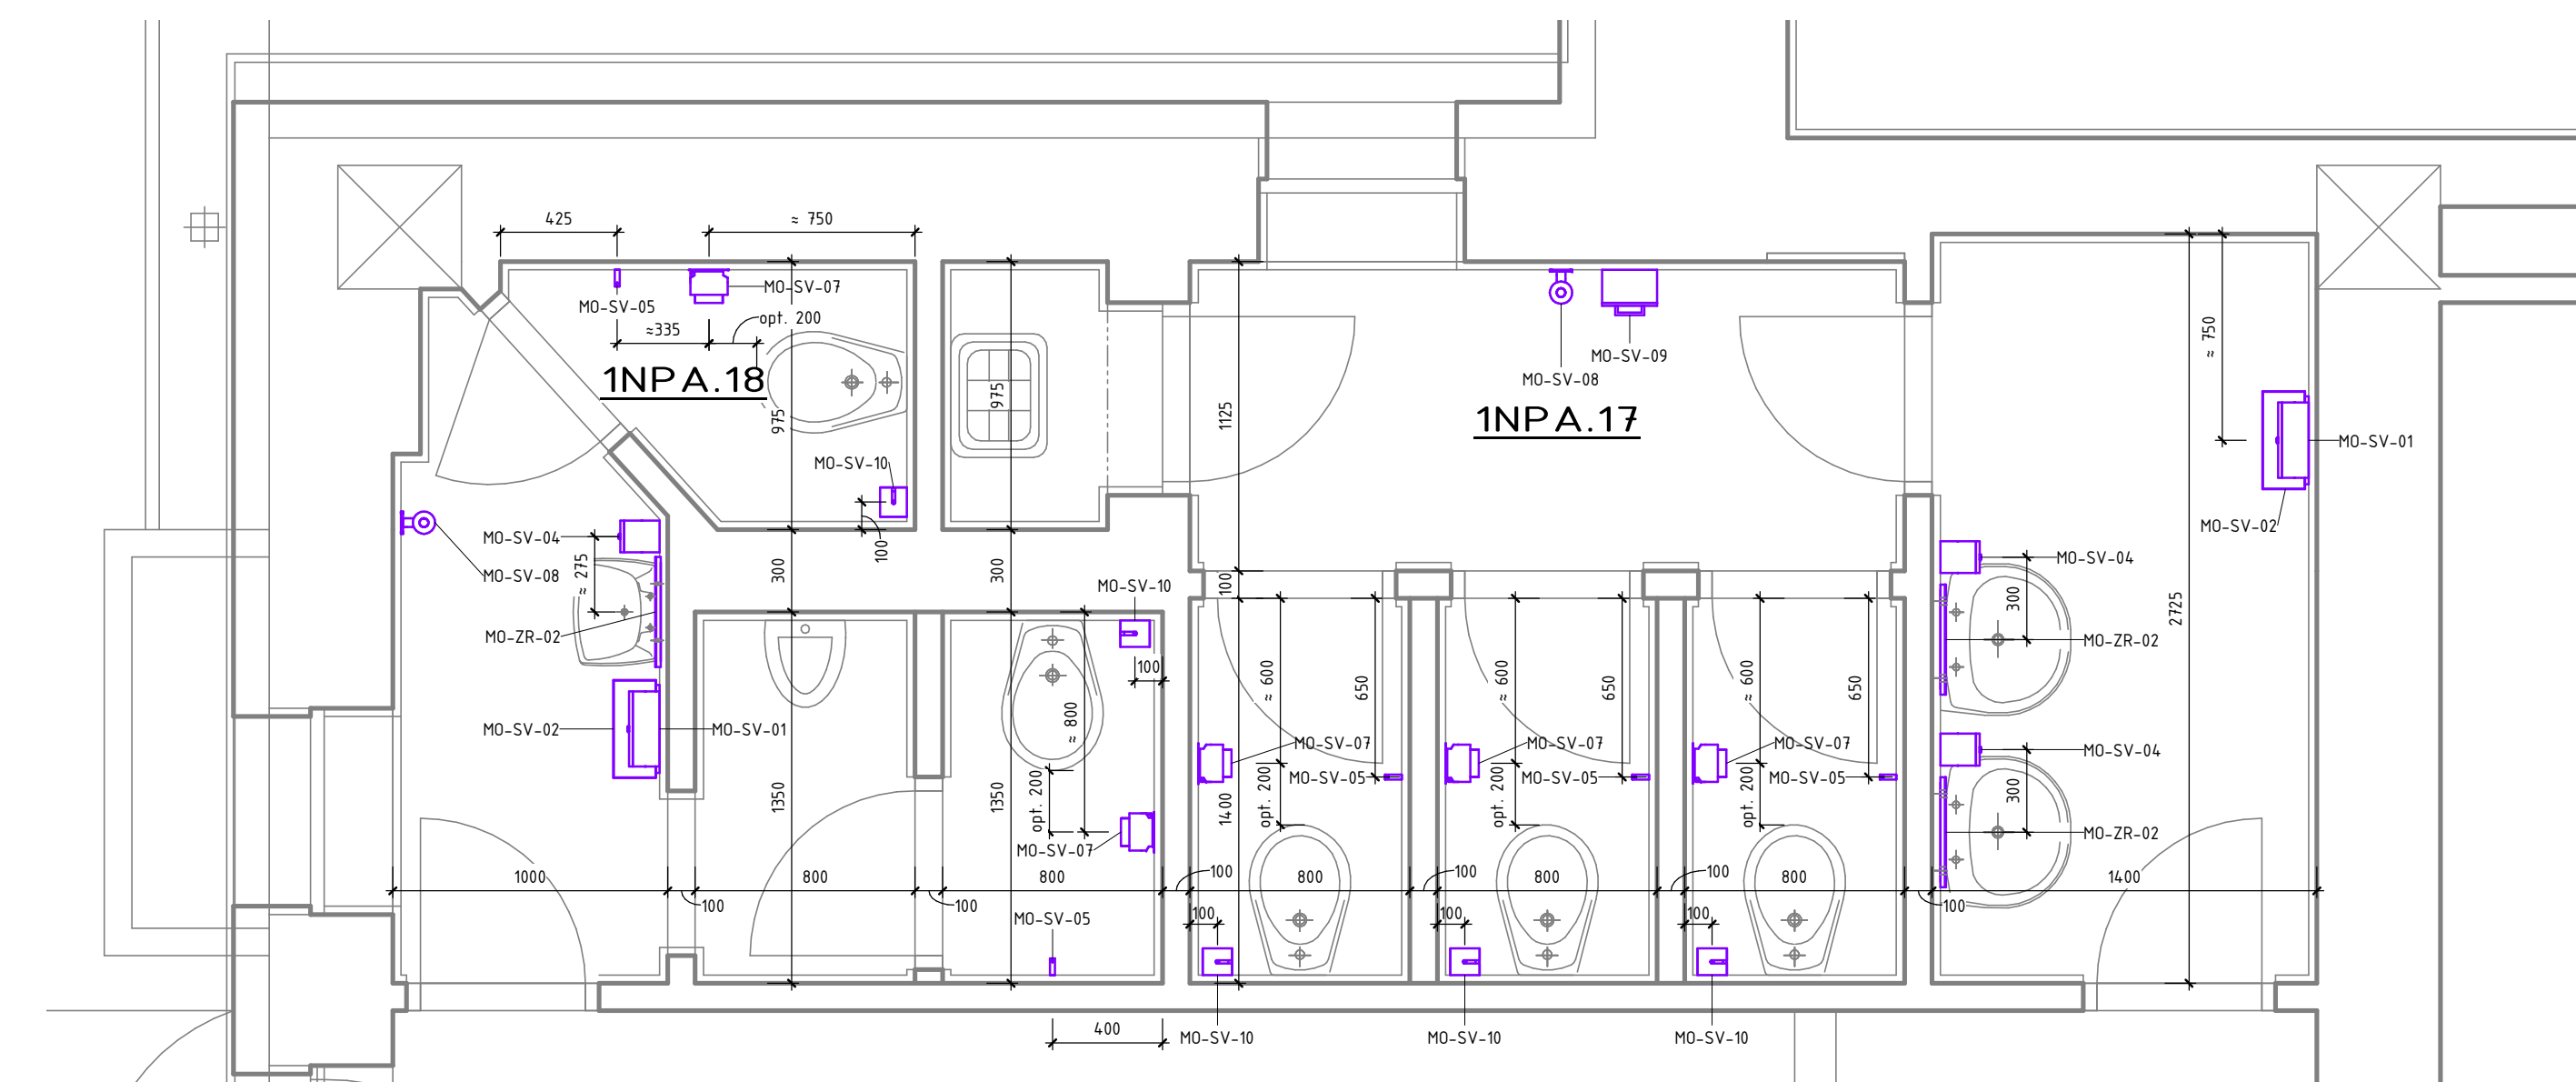 425
≈ 750
MO-SV-05
MO-SV-07
≈335
opt. 200
1NPA.18
975
MO-SV-10
100
975
1125
MO-SV-08
MO-SV-09
1NPA.17
≈ 750
MO-SV-01
MO-SV-02
MO-SV-04
MO-SV-08
≈ 275
MO-ZR-02
MO-SV-02
MO-SV-01
300
300
MO-SV-10
100
100
≈ 800
opt. 200
MO-SV-07
1350
1350
≈ 600
650
MO-SV-07
MO-SV-05
opt. 200
1400
≈ 600
650
MO-SV-07
MO-SV-05
opt. 200
≈ 600
650
MO-SV-07
MO-SV-05
opt. 200
MO-SV-04
300
MO-ZR-02
2725
MO-SV-04
300
MO-ZR-02
1000
100
800
100
800
100
800
100
800
100
800
100
1400
MO-SV-05
100
100
100
400
MO-SV-10
MO-SV-10
MO-SV-10